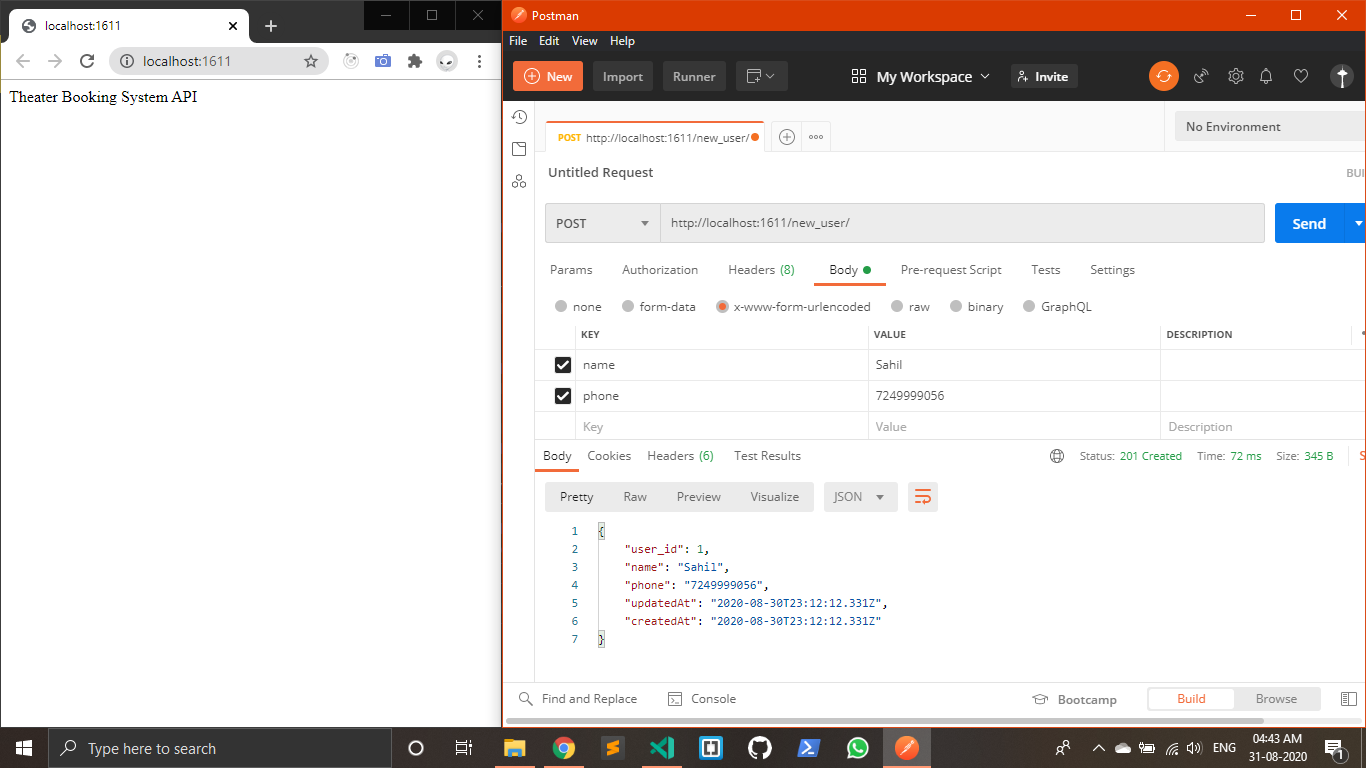 localhost:1611
localhost:1611
Theater Booking System API
Postman
File Edit View Help
New Import Runner My Workspace Invite
POST http://localhost:1611/new_user/
No Environment
Untitled Request
BUI
POST http://localhost:1611/new_user/ Send
Params Authorization Headers (8) Body Pre-request Script Tests Settings
none form-data x-www-form-urlencoded raw binary GraphQL
KEY VALUE DESCRIPTION
name Sahil
phone 7249999056
Key Value Description
Body Cookies Headers (6) Test Results Status: 201 Created Time: 72 ms Size: 345 B S
Pretty Raw Preview Visualize JSON
1 {
2 "user_id": 1,
3 "name": "Sahil",
4 "phone": "7249999056",
5 "updatedAt": "2020-08-30T23:12:12.331Z",
6 "createdAt": "2020-08-30T23:12:12.331Z"
7 }
Find and Replace Console Bootcamp Build Browse
Type here to search
ENG
04:43 AM
31-08-2020
1